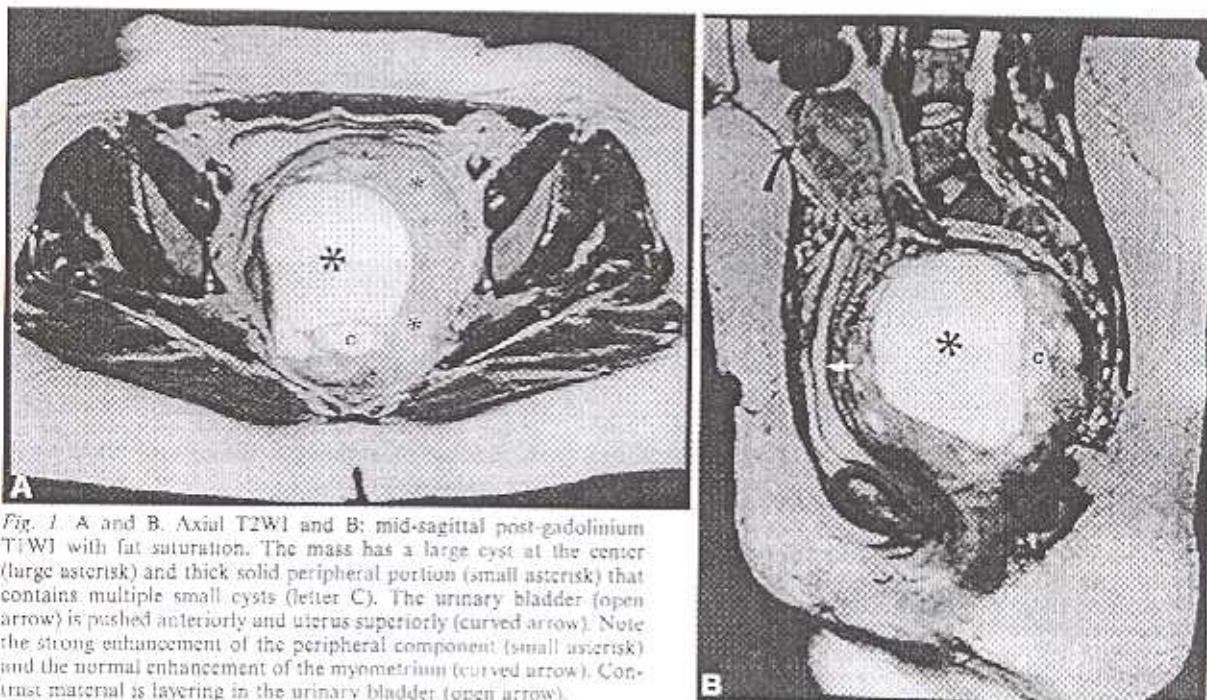 *
*
*
c
A
*
c
B
Fig. 1. A and B. Axial T2WI and B: mid-sagittal post-gadolinium
T1WI with fat saturation. The mass has a large cyst at the center
(large asterisk) and thick solid peripheral portion (small asterisk) that
contains multiple small cysts (letter C). The urinary bladder (open
arrow) is pushed anteriorly and uterus superiorly (curved arrow). Note
the strong enhancement of the peripheral component (small asterisk)
and the normal enhancement of the myometrium (curved arrow). Con-
trast material is layering in the urinary bladder (open arrow).